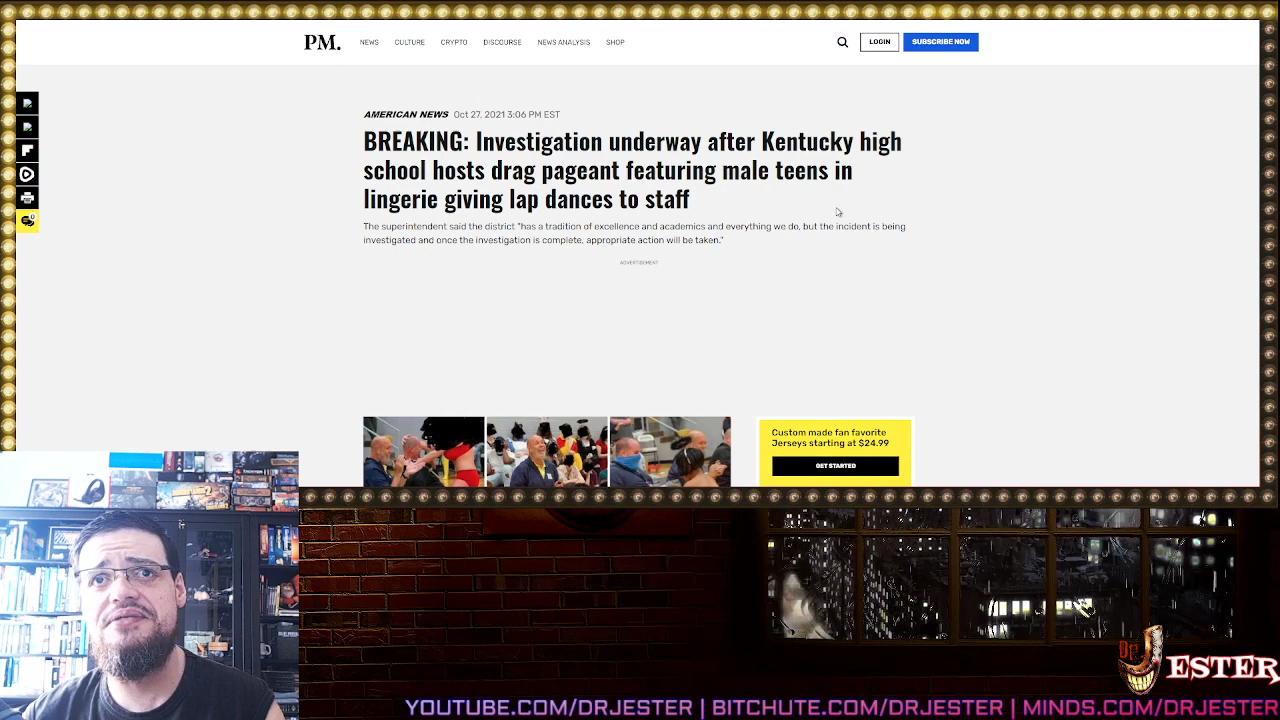 PM.
NEWS
CULTURE
CRYPTO
DISCOURSE
NEWS ANALYSIS
SHOP
LOGIN
SUBSCRIBE NOW
AMERICAN NEWS Oct 27, 2021 3:06 PM EST
BREAKING: Investigation underway after Kentucky high
school hosts drag pageant featuring male teens in
lingerie giving lap dances to staff
The superintendent said the district "has a tradition of excellence and academics and everything we do, but the incident is being
investigated and once the investigation is complete, appropriate action will be taken."
ADVERTISEMENT
0
Custom made fan favorite
Jerseys starting at $24.99
GET STARTED
Dr.
JESTER
YOUTUBE.COM/DRJESTER | BITCHUTE.COM/DRJESTER | MINDS.COM/DRJESTER